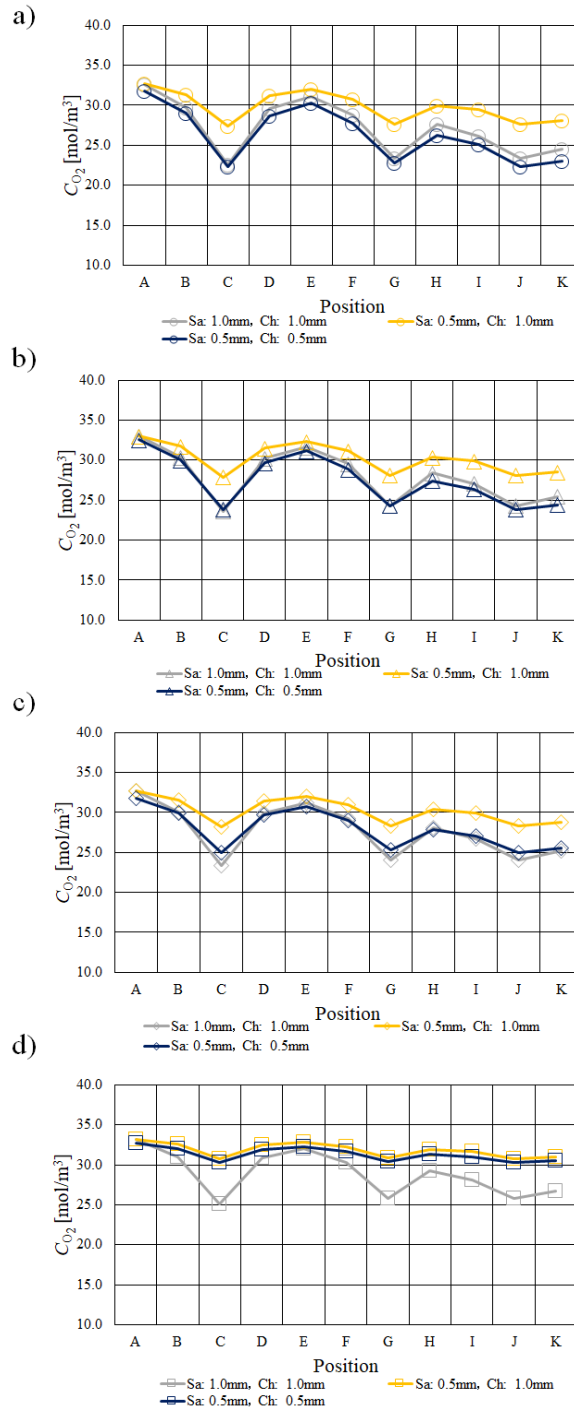 a)
40.0
35.0
30.0
25.0
20.0
15.0
10.0
C_O2 [mol/m³]
A B C D E F G H I J K
Position
Sa: 1.0mm, Ch: 1.0mm
Sa: 0.5mm, Ch: 1.0mm
Sa: 0.5mm, Ch: 0.5mm
b)
40.0
35.0
30.0
25.0
20.0
15.0
10.0
C_O2 [mol/m³]
A B C D E F G H I J K
Position
Sa: 1.0mm, Ch: 1.0mm
Sa: 0.5mm, Ch: 1.0mm
Sa: 0.5mm, Ch: 0.5mm
c)
40.0
35.0
30.0
25.0
20.0
15.0
10.0
C_O2 [mol/m³]
A B C D E F G H I J K
Position
Sa: 1.0mm, Ch: 1.0mm
Sa: 0.5mm, Ch: 1.0mm
Sa: 0.5mm, Ch: 0.5mm
d)
40.0
35.0
30.0
25.0
20.0
15.0
10.0
C_O2 [mol/m³]
A B C D E F G H I J K
Position
Sa: 1.0mm, Ch: 1.0mm
Sa: 0.5mm, Ch: 1.0mm
Sa: 0.5mm, Ch: 0.5mm